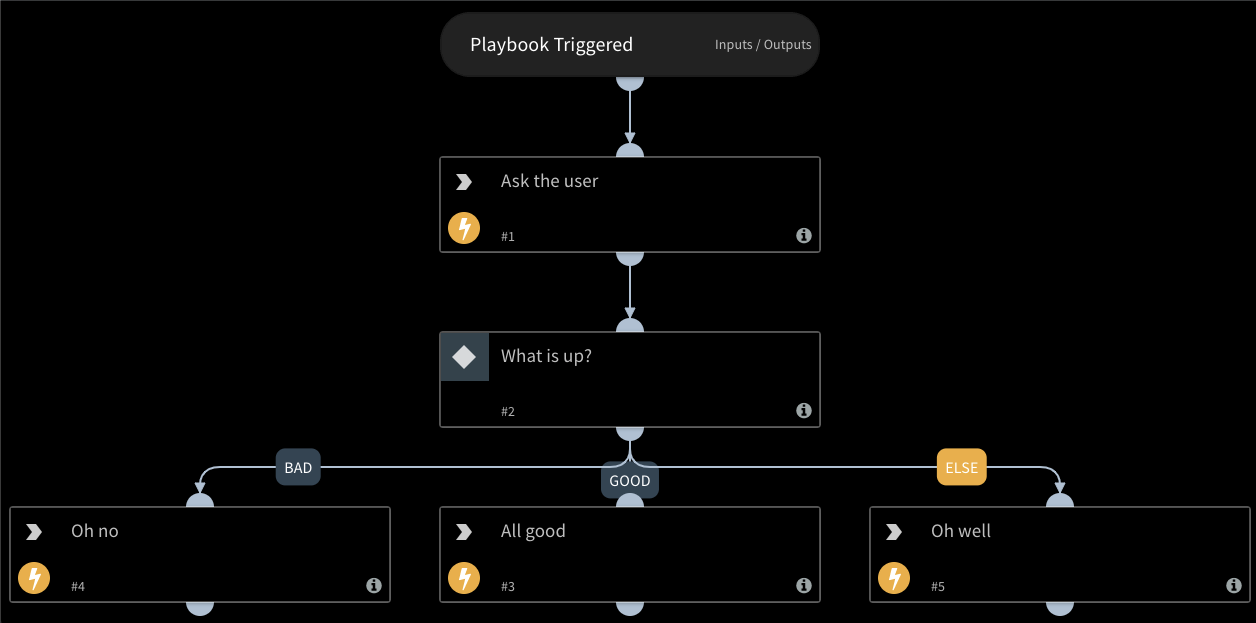 Playbook Triggered
Inputs / Outputs
Ask the user
#1
What is up?
#2
BAD
GOOD
ELSE
Oh no
#4
All good
#3
Oh well
#5